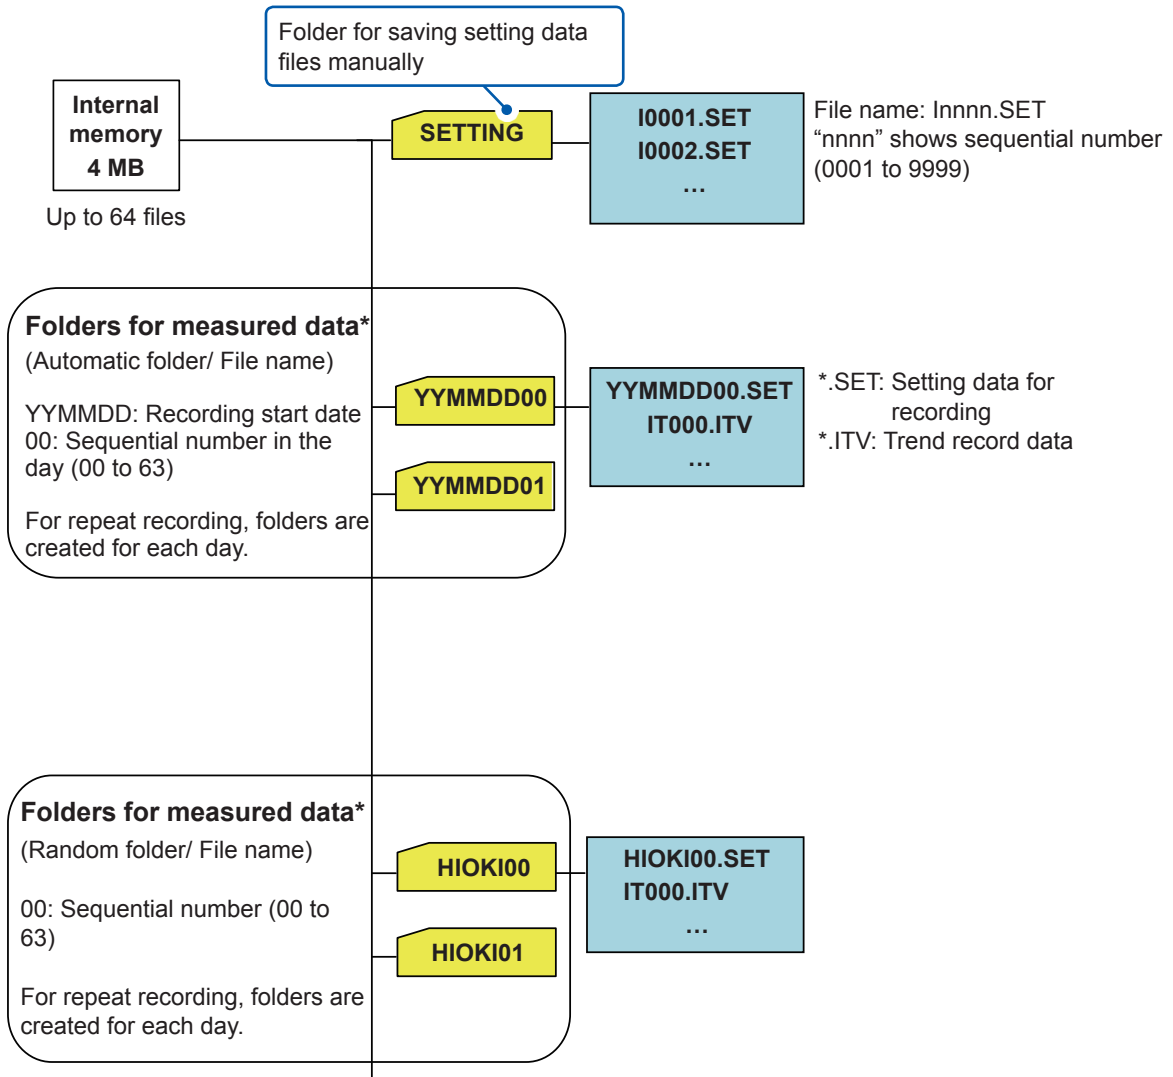 Folder for saving setting data
files manually
Internal
memory
4 MB
Up to 64 files
SETTING
I0001.SET
I0002.SET
…
File name: Innnn.SET
“nnnn” shows sequential number
(0001 to 9999)
Folders for measured data*
(Automatic folder/ File name)
YYMMDD: Recording start date
00: Sequential number in the
day (00 to 63)
For repeat recording, folders are
created for each day.
YYMMDD00
YYMMDD01
YYMMDD00.SET
IT000.ITV
…
*.SET: Setting data for
recording
*.ITV: Trend record data
Folders for measured data*
(Random folder/ File name)
00: Sequential number (00 to
63)
For repeat recording, folders are
created for each day.
HIOKI00
HIOKI01
HIOKI00.SET
IT000.ITV
…